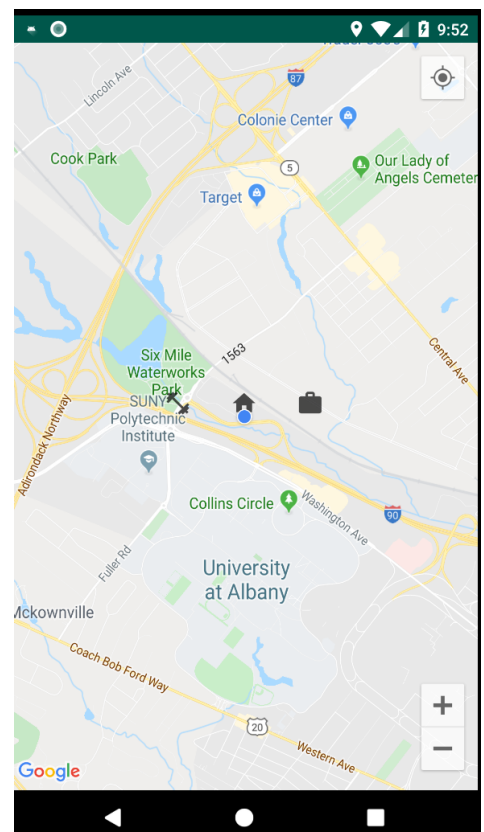 9:52
Lincoln Ave
87
Colonie Center
Cook Park
5
Our Lady of
Angels Cemeter
Target
Central Ave
1563
Six Mile
Waterworks
Park
SUNY
Polytechnic
Institute
Adirondack Northway
Collins Circle
Washington Ave
90
Fuller Rd
University
at Albany
Mckownville
Coach Bob Ford Way
20
Western Ave
Google